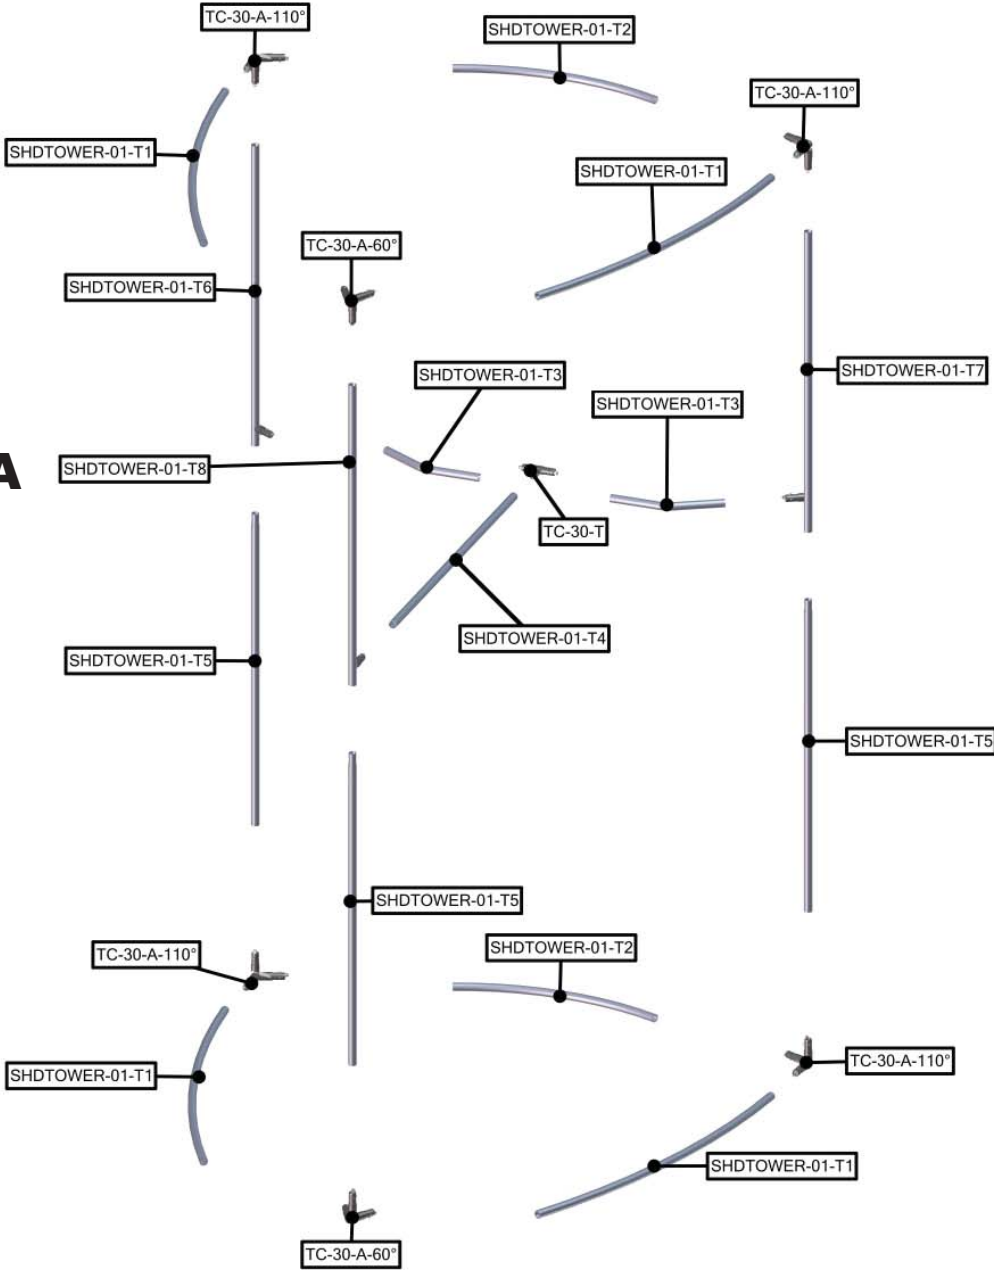 TC-30-A-110°
SHDTOWER-01-T2
TC-30-A-110°
SHDTOWER-01-T1
SHDTOWER-01-T1
TC-30-A-60°
SHDTOWER-01-T6
SHDTOWER-01-T3
SHDTOWER-01-T7
SHDTOWER-01-T3
A
SHDTOWER-01-T8
TC-30-T
SHDTOWER-01-T4
SHDTOWER-01-T5
SHDTOWER-01-T5
SHDTOWER-01-T5
TC-30-A-110°
SHDTOWER-01-T2
TC-30-A-110°
SHDTOWER-01-T1
SHDTOWER-01-T1
TC-30-A-60°